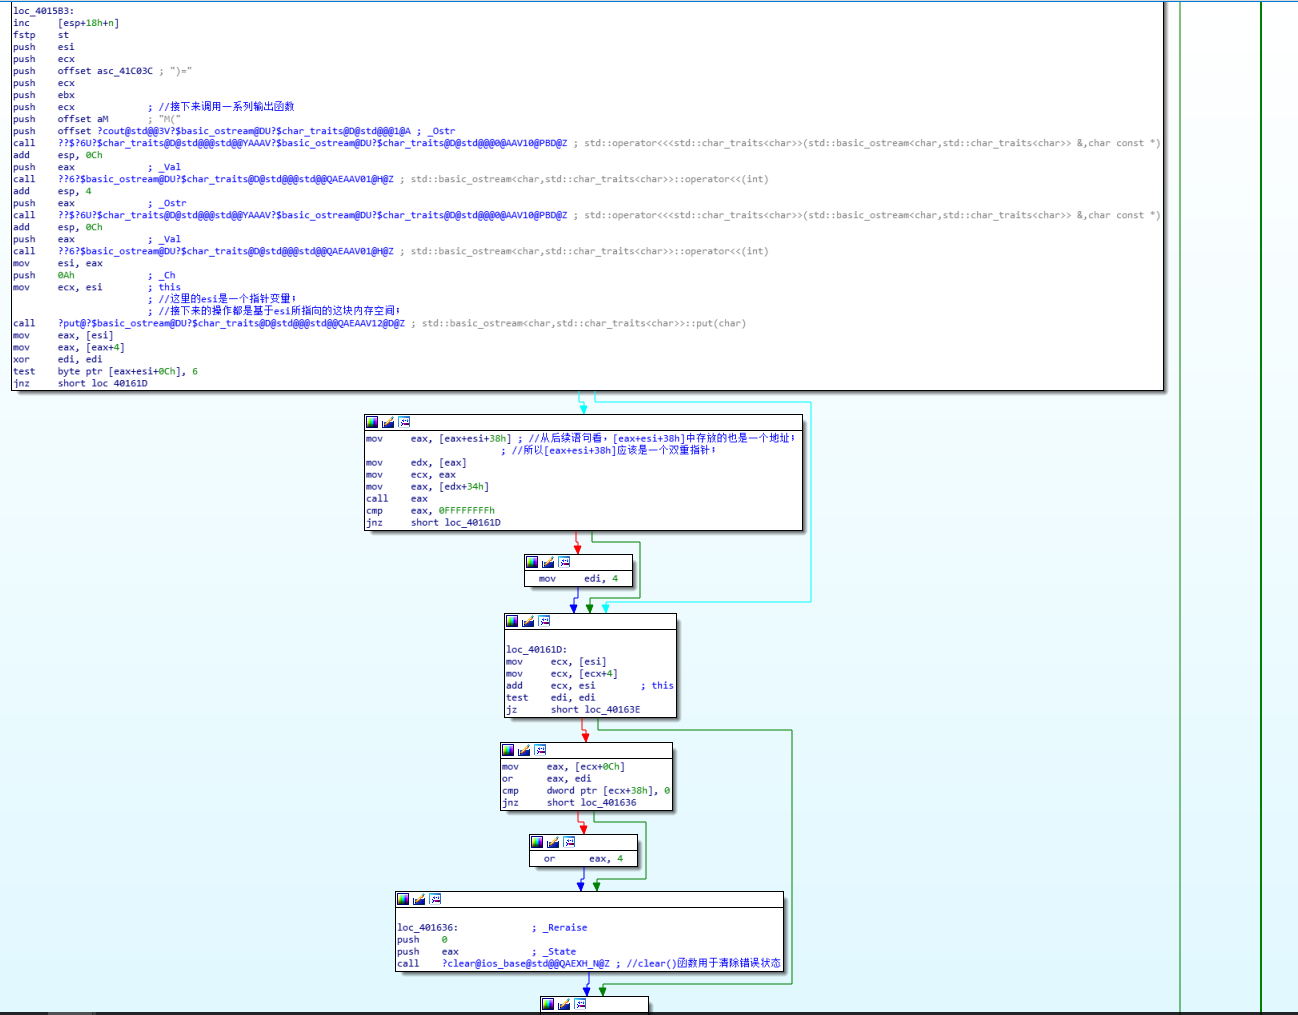 loc_4015B3:
inc [esp+18h+n]
fstp st
push esi
push ecx
push offset asc_41C03C ; ")="
push ecx
push ebx
push ecx ; //接下来调用一系列输出函数
push offset aM ; "M("
push offset ?cout@std@@3V?$basic_ostream@DU?$char_traits@D@std@@@1@A ; _Ostr
call ??$?6U?$char_traits@D@std@@@std@@YAAAV?$basic_ostream@DU?$char_traits@D@std@@@0@AAV10@PBD@Z ; std::operator<<<std::char_traits<char>>(std::basic_ostream<char,std::char_traits<char>> &,char const *)
add esp, 0Ch
push eax ; _Val
call ??6?$basic_ostream@DU?$char_traits@D@std@@@std@@QAEAAV01@H@Z ; std::basic_ostream<char,std::char_traits<char>>::operator<<(int)
add esp, 4
push eax ; _Ostr
call ??$?6U?$char_traits@D@std@@@std@@YAAAV?$basic_ostream@DU?$char_traits@D@std@@@0@AAV10@PBD@Z ; std::operator<<<std::char_traits<char>>(std::basic_ostream<char,std::char_traits<char>> &,char const *)
add esp, 0Ch
push eax ; _Val
call ??6?$basic_ostream@DU?$char_traits@D@std@@@std@@QAEAAV01@H@Z ; std::basic_ostream<char,std::char_traits<char>>::operator<<(int)
mov esi, eax
push 0Ah ; _Ch
mov ecx, esi ; this
; //这里的esi是一个指针变量;
; //接下来的操作都是基于esi所指向的这块内存空间;
call ?put@?$basic_ostream@DU?$char_traits@D@std@@@std@@QAEAAV12@D@Z ; std::basic_ostream<char,std::char_traits<char>>::put(char)
mov eax, [esi]
mov eax, [eax+4]
xor edi, edi
test byte ptr [eax+esi+0Ch], 6
jnz short loc_40161D
mov eax, [eax+esi+38h] ; //从后续语句看，[eax+esi+38h]中存放的也是一个地址;
; //所以[eax+esi+38h]应该是一个双重指针;
mov edx, [eax]
mov ecx, eax
mov eax, [edx+34h]
call eax
cmp eax, 0FFFFFFFFh
jnz short loc_40161D
mov edi, 4
loc_40161D:
mov ecx, [esi]
mov ecx, [ecx+4]
add ecx, esi ; this
test edi, edi
jz short loc_40163E
mov eax, [ecx+0Ch]
or eax, edi
cmp dword ptr [ecx+38h], 0
jnz short loc_401636
or eax, 4
loc_401636: ; _Reraise
push 0
push eax ; _State
call ?clear@ios_base@std@@QAEXH_N@Z ; //clear()函数用于清除错误状态